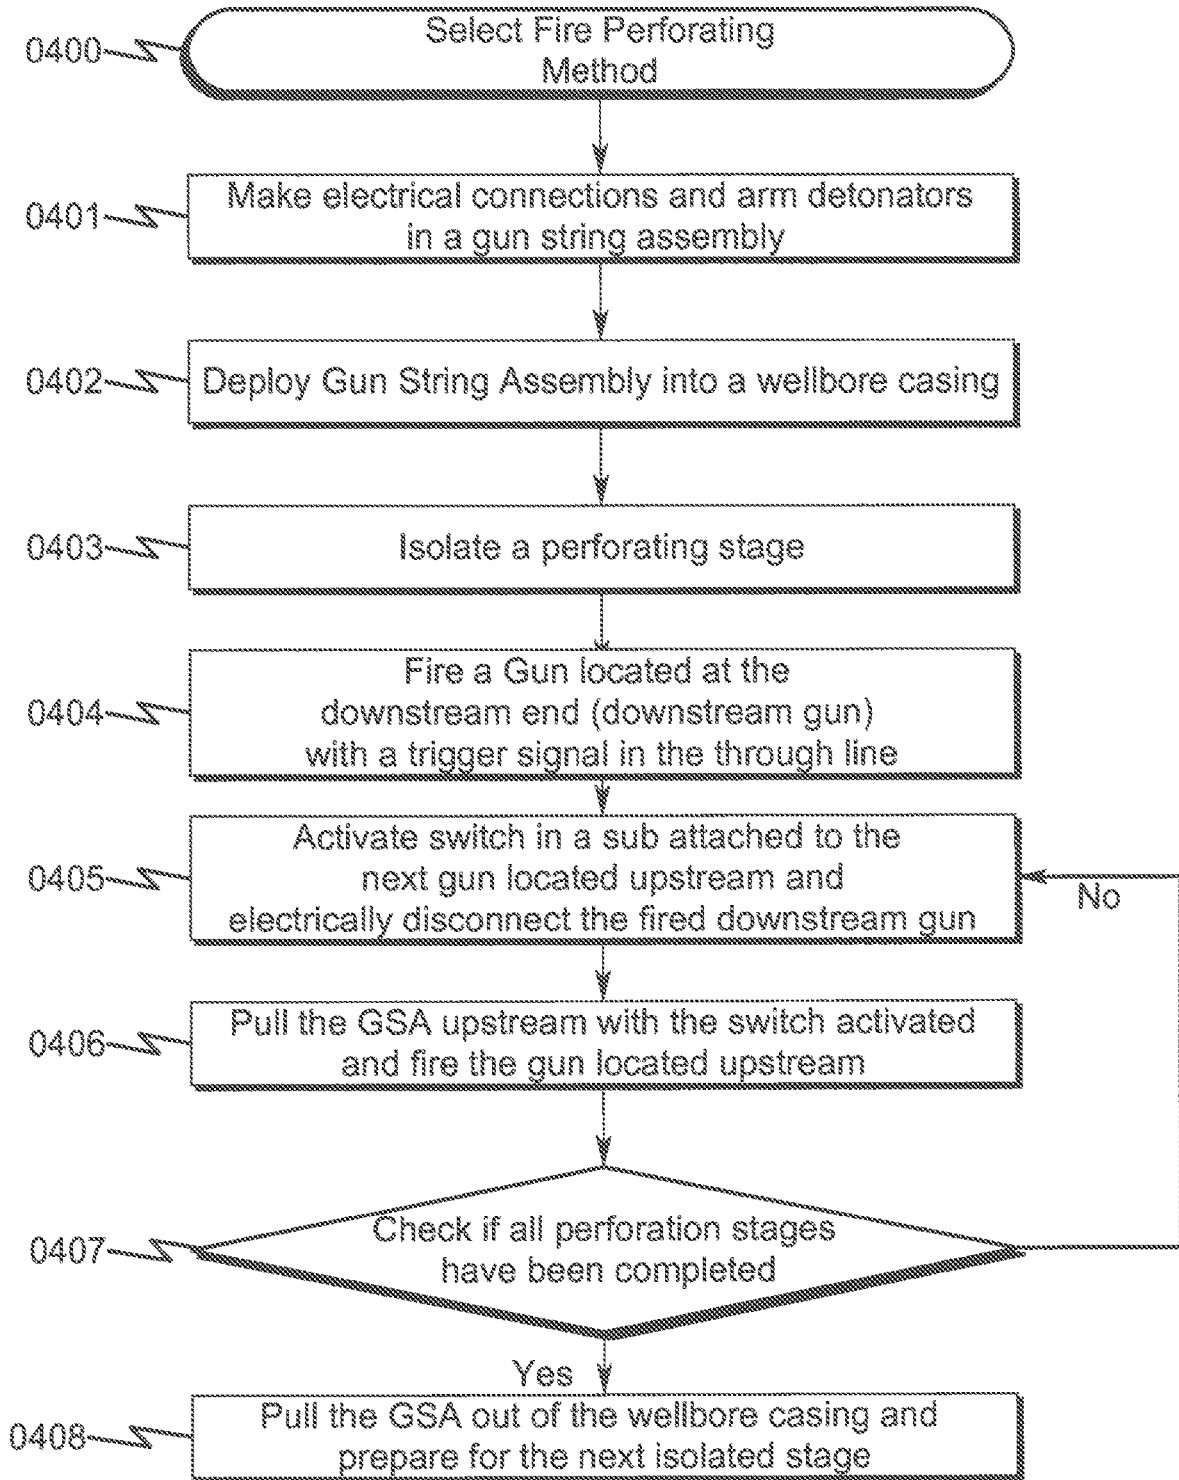 0400
Select Fire Perforating
Method
0401
Make electrical connections and arm detonators
in a gun string assembly
0402
Deploy Gun String Assembly into a wellbore casing
0403
Isolate a perforating stage
0404
Fire a Gun located at the
downstream end (downstream gun)
with a trigger signal in the through line
0405
Activate switch in a sub attached to the
next gun located upstream and
electrically disconnect the fired downstream gun
No
0406
Pull the GSA upstream with the switch activated
and fire the gun located upstream
0407
Check if all perforation stages
have been completed
Yes
0408
Pull the GSA out of the wellbore casing and
prepare for the next isolated stage